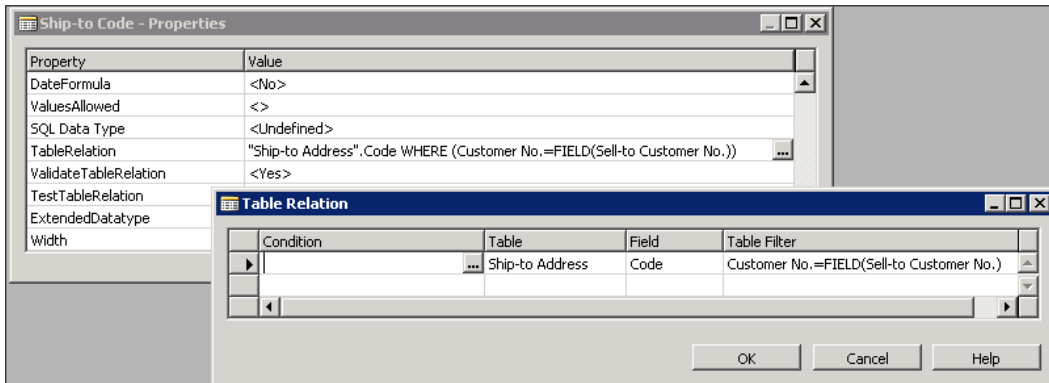 Ship-to Code - Properties
Property Value
DateFormula <No>
ValuesAllowed <>
SQL Data Type <Undefined>
TableRelation "Ship-to Address".Code WHERE (Customer No.=FIELD(Sell-to Customer No.)) ...
ValidateTableRelation <Yes>
TestTableRelation
ExtendedDatatype
Width
Table Relation
Condition Table Field Table Filter
... Ship-to Address Code Customer No.=FIELD(Sell-to Customer No.)
OK Cancel Help